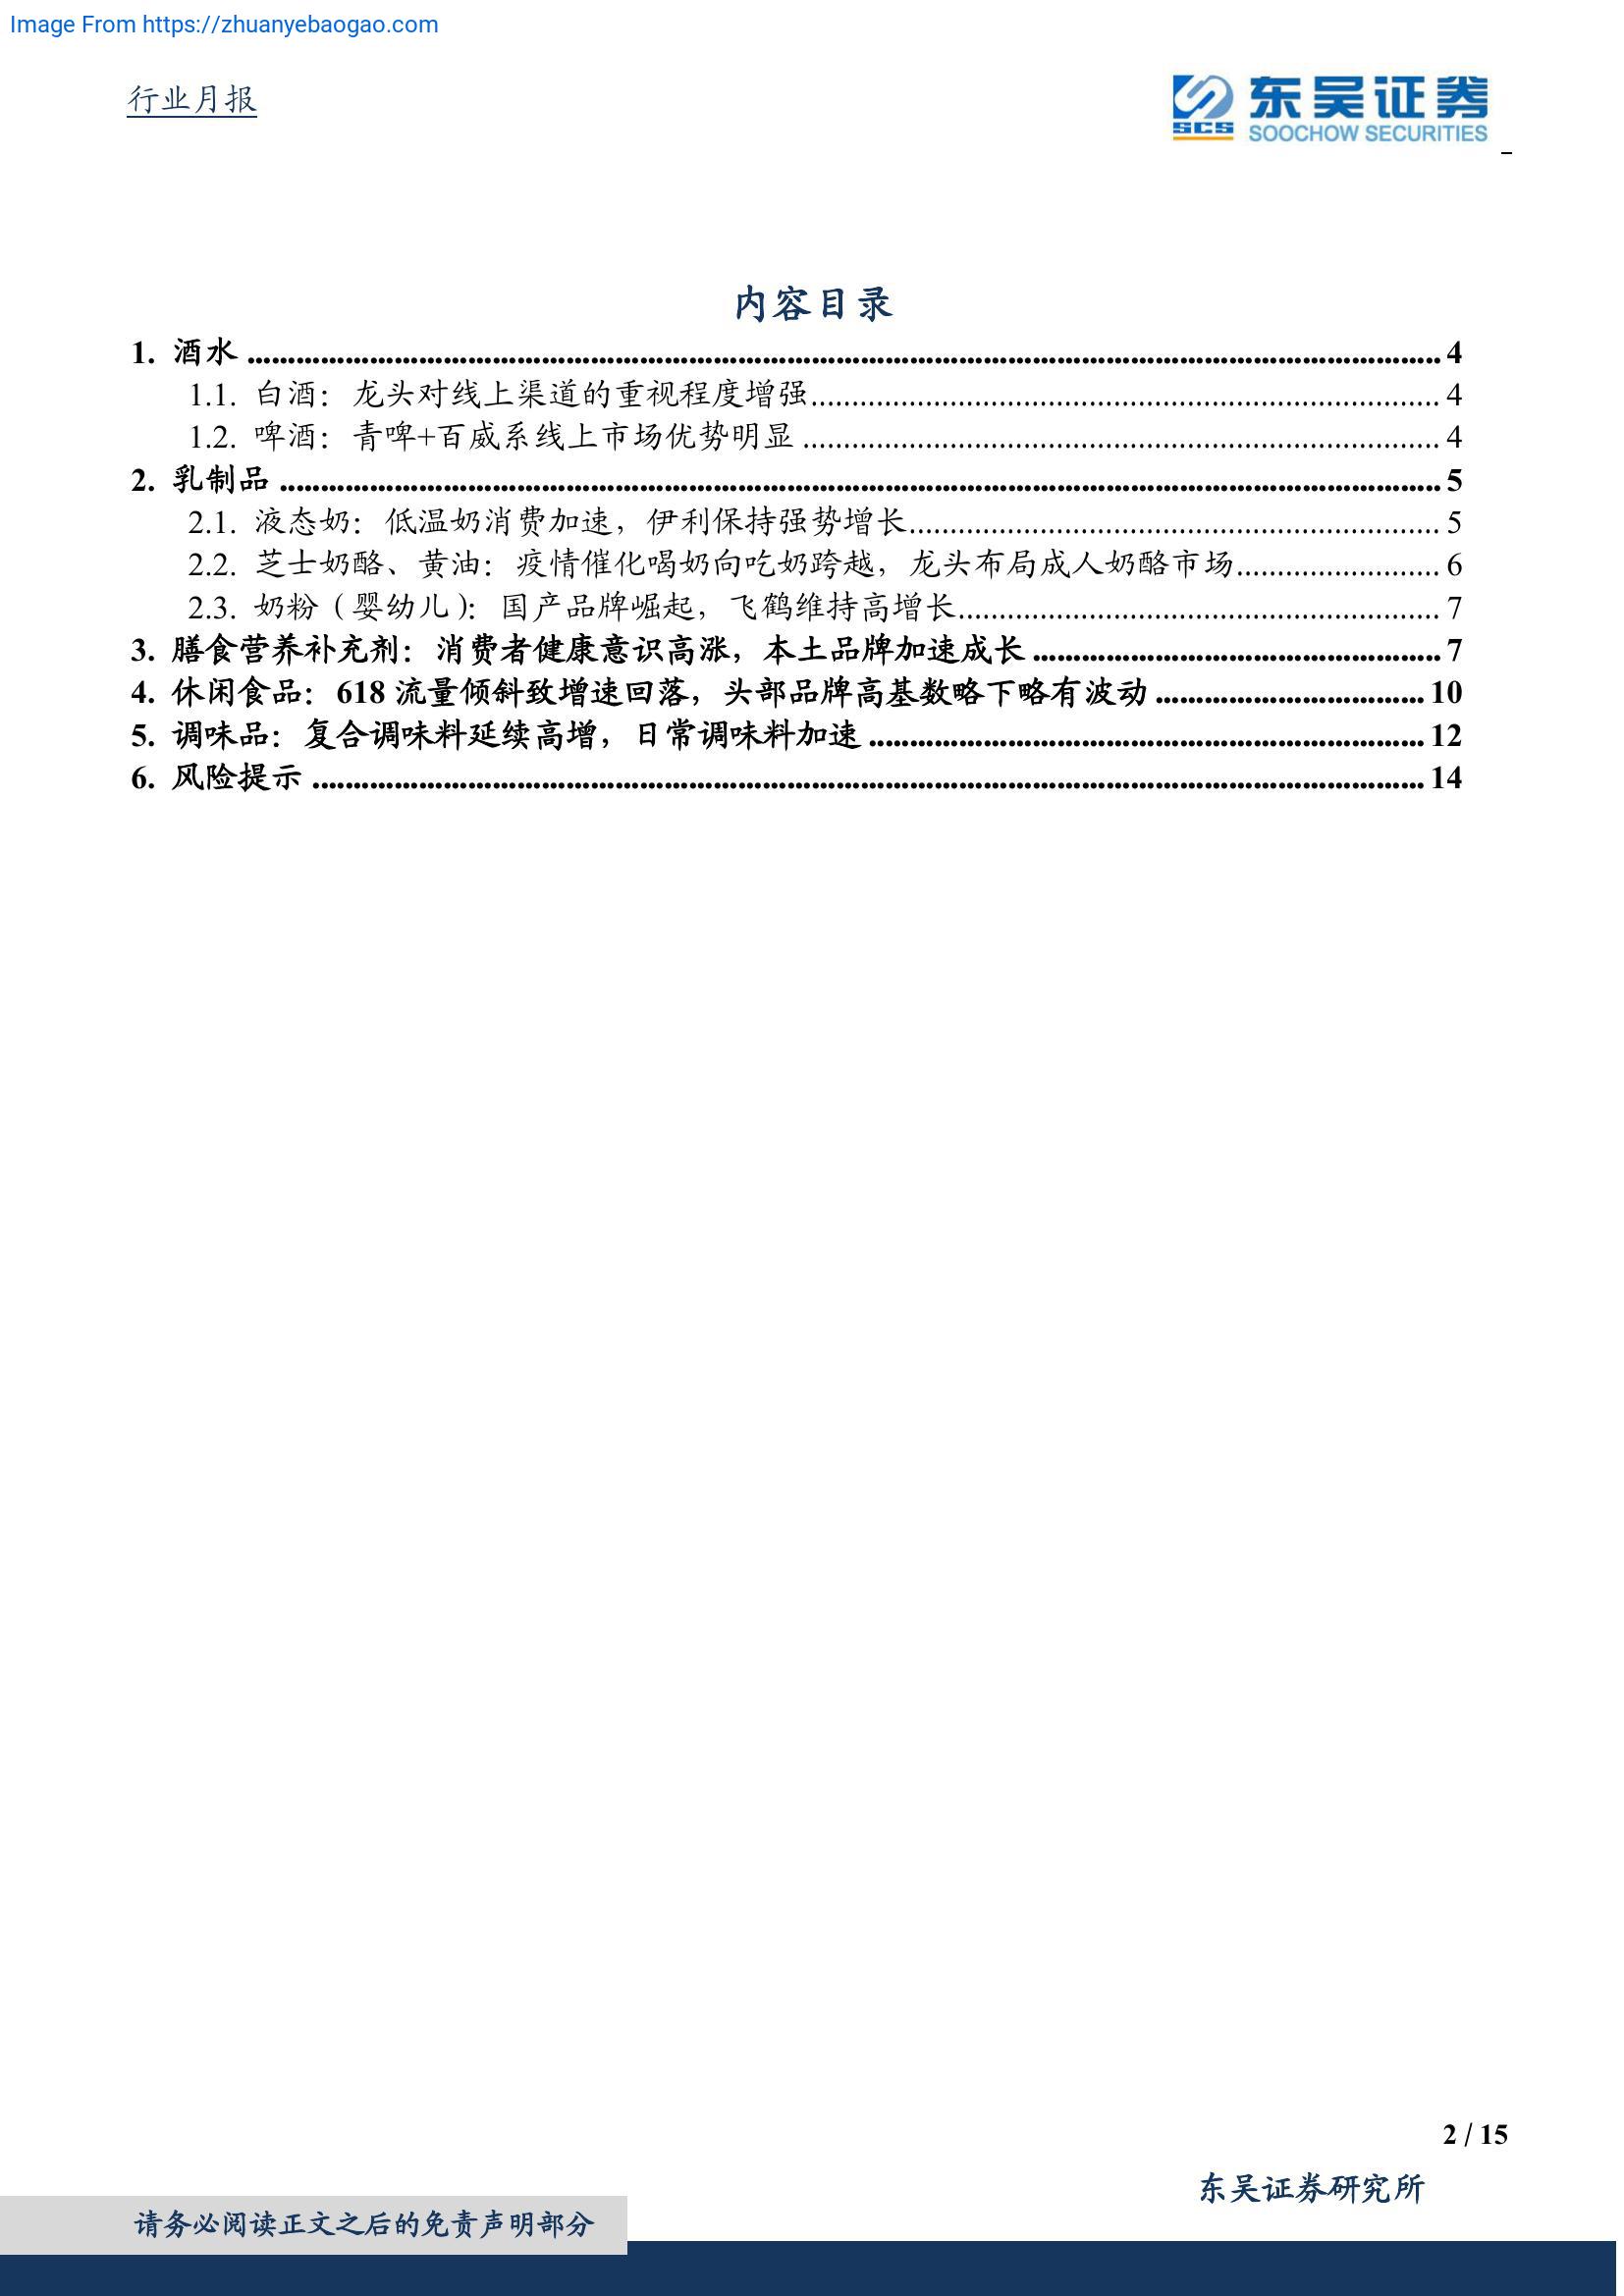 Image From https://zhuanyebaogao.com
行业月报
东吴证券
SCS SOOCHOW SECURITIES
内容目录
1. 酒水 ........ 4
1.1. 白酒：龙头对线上渠道的重视程度增强........ 4
1.2. 啤酒：青啤+百威系线上市场优势明显 ........ 4
2. 乳制品 ........ 5
2.1. 液态奶：低温奶消费加速，伊利保持强势增长........ 5
2.2. 芝士奶酪、黄油：疫情催化喝奶向吃奶跨越，龙头布局成人奶酪市场........ 6
2.3. 奶粉（婴幼儿）：国产品牌崛起，飞鹤维持高增长........ 7
3. 膳食营养补充剂：消费者健康意识高涨，本土品牌加速成长 ........ 7
4. 休闲食品：618 流量倾斜致增速回落，头部品牌高基数略下略有波动 ........ 10
5. 调味品：复合调味料延续高增，日常调味料加速 ........ 12
6. 风险提示 ........ 14
2 / 15
东吴证券研究所
请务必阅读正文之后的免责声明部分